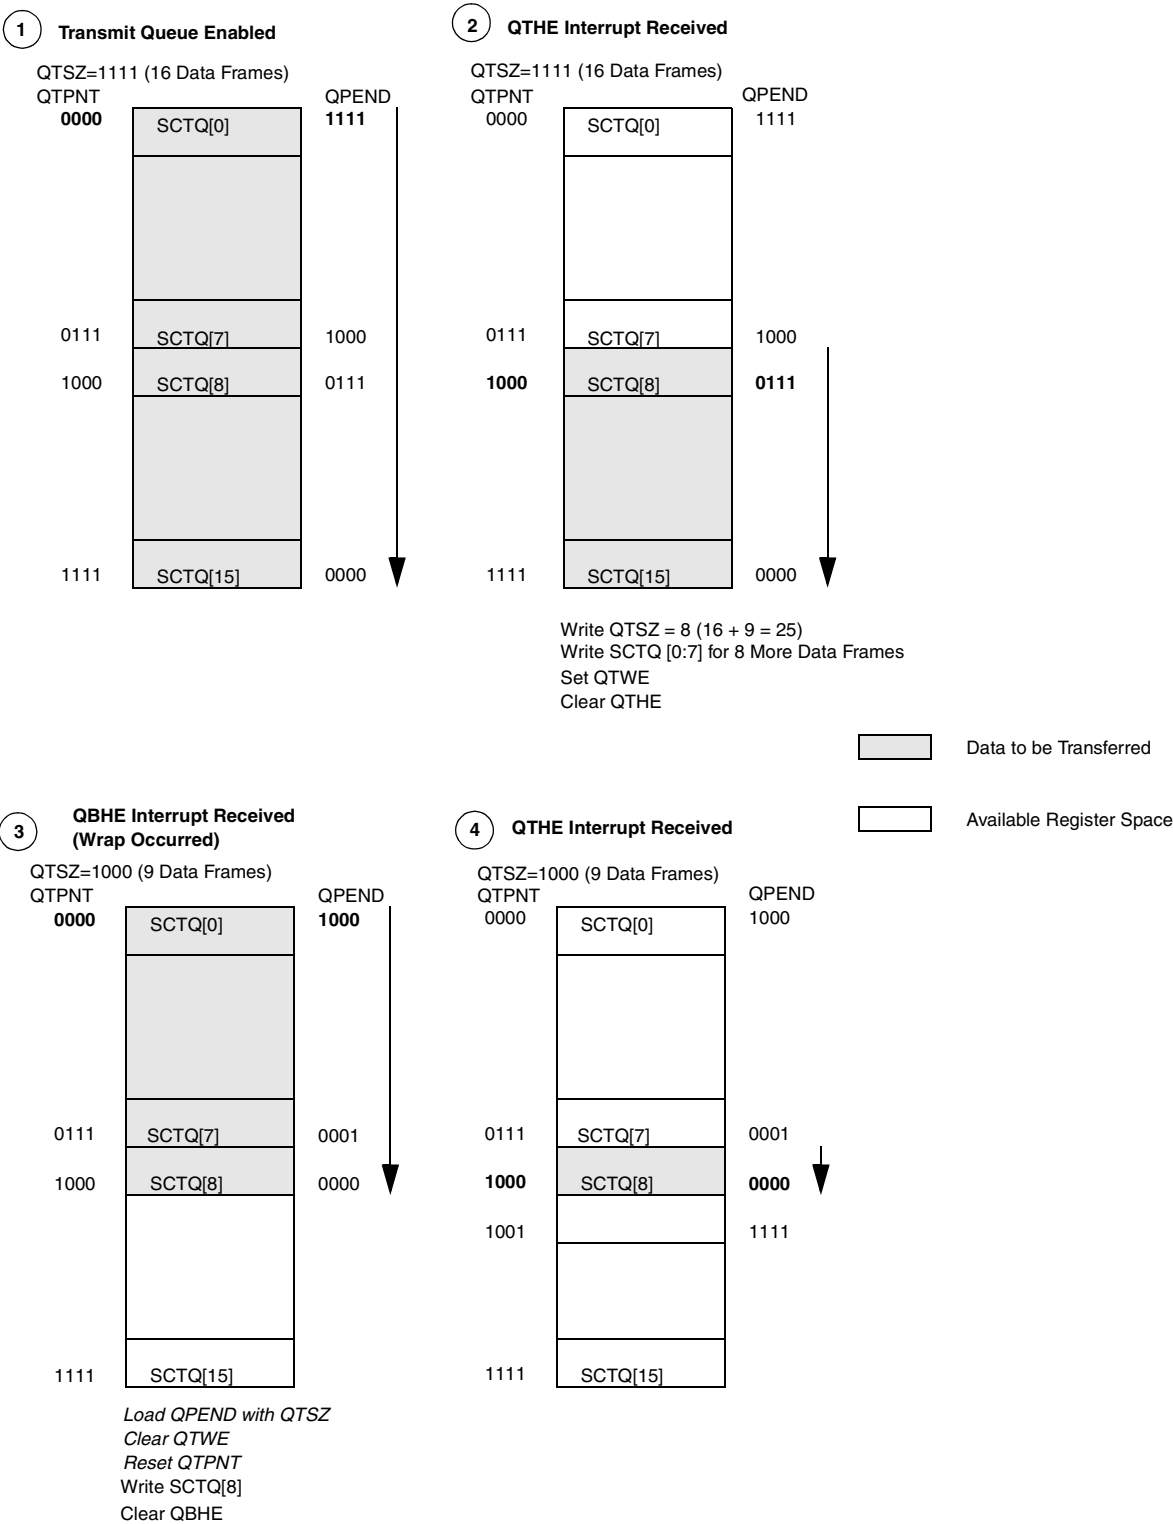 1 Transmit Queue Enabled
QTSZ=1111 (16 Data Frames)
QTPNT QPEND
0000 SCTQ[0] 1111
0111 SCTQ[7] 1000
1000 SCTQ[8] 0111
1111 SCTQ[15] 0000
2 QTHE Interrupt Received
QTSZ=1111 (16 Data Frames)
QTPNT QPEND
0000 SCTQ[0] 1111
0111 SCTQ[7] 1000
1000 SCTQ[8] 0111
1111 SCTQ[15] 0000
Write QTSZ = 8 (16 + 9 = 25)
Write SCTQ [0:7] for 8 More Data Frames
Set QTWE
Clear QTHE
Data to be Transferred
Available Register Space
3 QBHE Interrupt Received
(Wrap Occurred)
QTSZ=1000 (9 Data Frames)
QTPNT QPEND
0000 SCTQ[0] 1000
0111 SCTQ[7] 0001
1000 SCTQ[8] 0000
1111 SCTQ[15]
Load QPEND with QTSZ
Clear QTWE
Reset QTPNT
Write SCTQ[8]
Clear QBHE
4 QTHE Interrupt Received
QTSZ=1000 (9 Data Frames)
QTPNT QPEND
0000 SCTQ[0] 1000
0111 SCTQ[7] 0001
1000 SCTQ[8] 0000
1001 1111
1111 SCTQ[15]